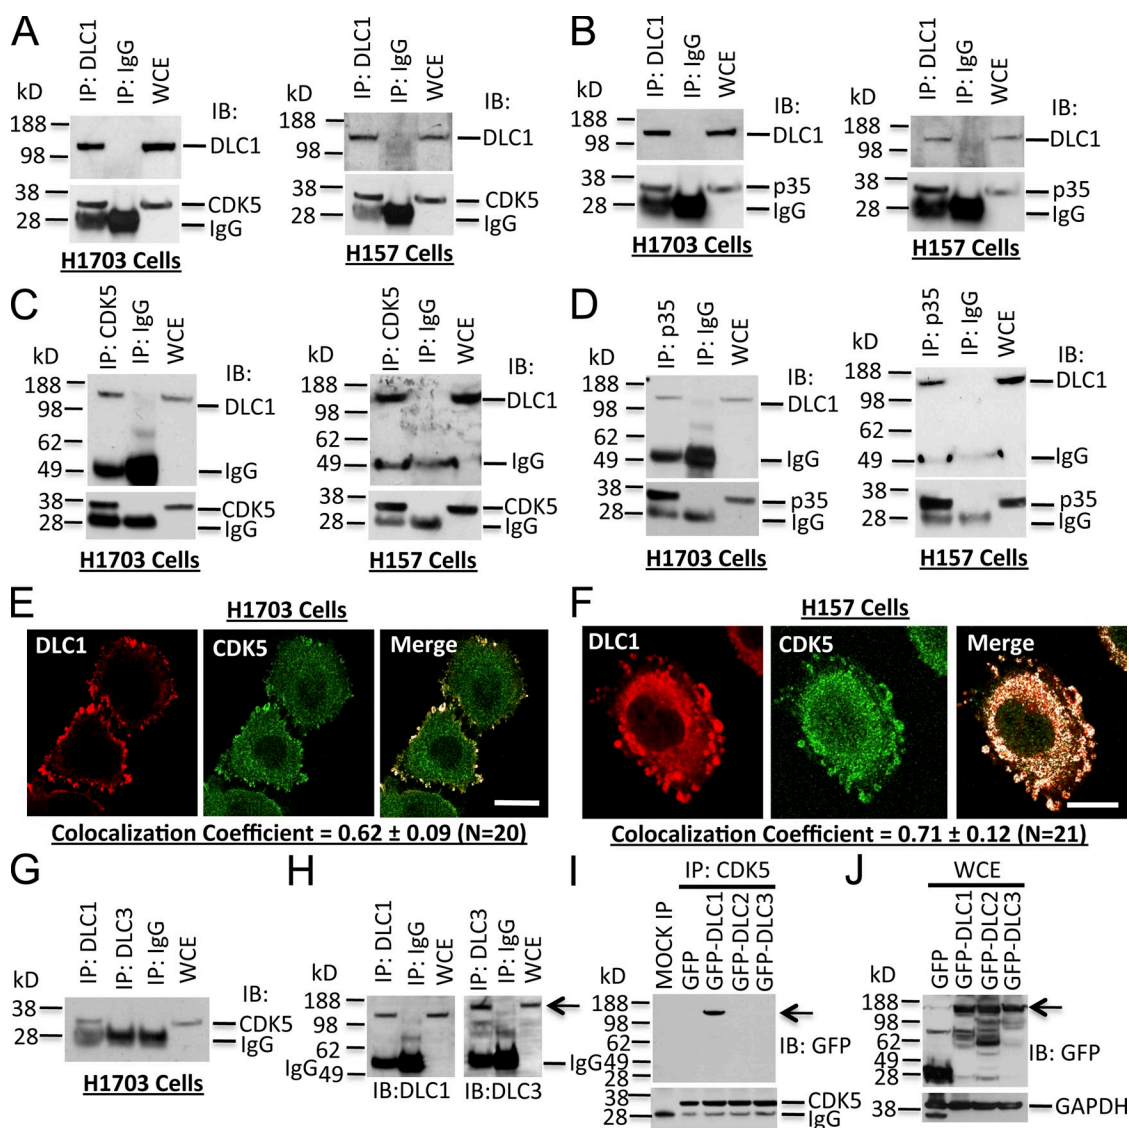 A
IP: DLC1
IP: IgG
WCE
kD
188
98
38
28
DLC1
CDK5
IgG
H1703 Cells
IP: DLC1
IP: IgG
WCE
kD
IB:
188
98
38
28
DLC1
CDK5
IgG
H157 Cells
B
IP: DLC1
IP: IgG
WCE
kD
188
98
38
28
DLC1
p35
IgG
H1703 Cells
IP: DLC1
IP: IgG
WCE
kD
IB:
188
98
38
28
DLC1
p35
IgG
H157 Cells
C
IP: CDK5
IP: IgG
WCE
kD
IB:
188
98
62
49
38
28
DLC1
IgG
CDK5
IgG
H1703 Cells
IP: CDK5
IP: IgG
WCE
kD
IB:
188
98
62
49
38
28
DLC1
IgG
CDK5
IgG
H157 Cells
D
IP: p35
IP: IgG
WCE
kD
IB:
188
98
62
49
38
28
DLC1
IgG
p35
IgG
H1703 Cells
IP: p35
IP: IgG
WCE
kD
IB:
188
98
62
49
38
28
DLC1
IgG
p35
IgG
H157 Cells
E
H1703 Cells
DLC1
CDK5
Merge
Colocalization Coefficient = 0.62 ± 0.09 (N=20)
F
H157 Cells
DLC1
CDK5
Merge
Colocalization Coefficient = 0.71 ± 0.12 (N=21)
G
IP: DLC1
IP: DLC3
IP: IgG
WCE
kD
IB:
38
28
CDK5
IgG
H1703 Cells
H
IP: DLC1
IP: IgG
WCE
kD
188
98
62
49
IgG
IB:DLC1
IP: DLC3
IP: IgG
WCE
IgG
IB:DLC3
I
IP: CDK5
MOCK IP
GFP
GFP-DLC1
GFP-DLC2
GFP-DLC3
kD
188
98
62
49
38
28
IB: GFP
38
28
CDK5
IgG
J
WCE
GFP
GFP-DLC1
GFP-DLC2
GFP-DLC3
kD
188
98
62
49
38
28
IB: GFP
38
GAPDH